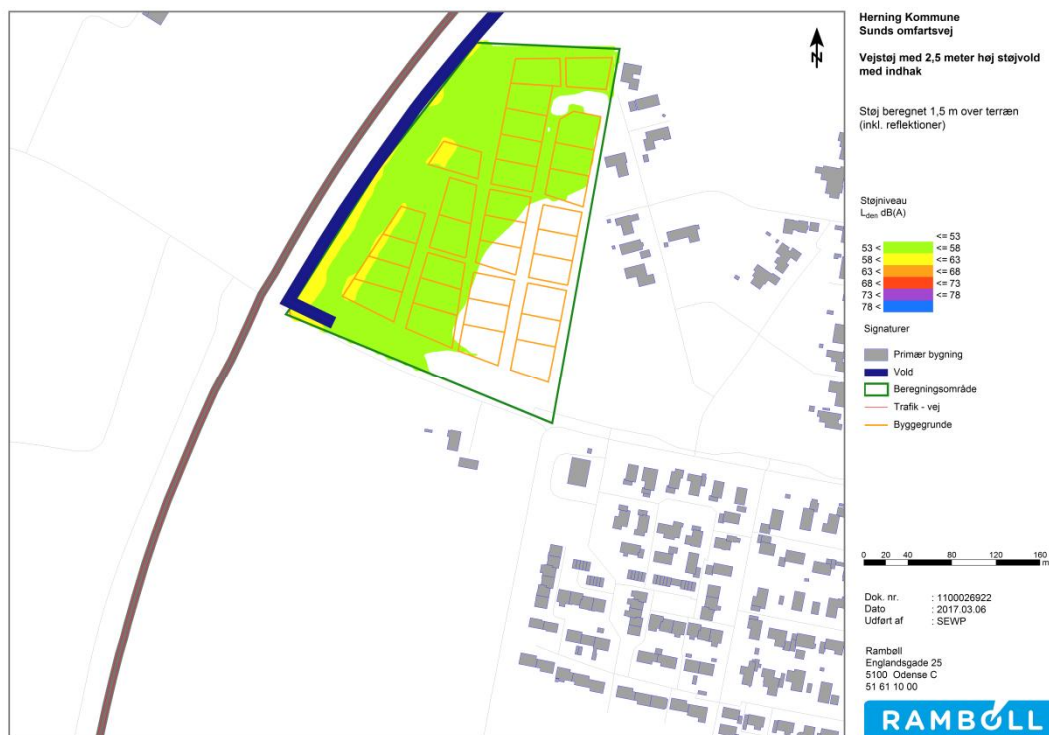 N
Herning Kommune
Sunds omfartsvej
Vejstøj med 2,5 meter høj støjvold
med indhak
Støj beregnet 1,5 m over terræn
(inkl. reflektioner)
Støjniveau
Lden dB(A)
<= 53
53 < <= 58
58 < <= 63
63 < <= 68
68 < <= 73
73 < <= 78
78 <
Signaturer
Primær bygning
Vold
Beregningsområde
Trafik - vej
Byggegrunde
0 20 40 80 120 160
m
Dok. nr. : 1100026922
Dato : 2017.03.06
Udført af : SEWP
Rambøll
Englandsgade 25
5100 Odense C
51 61 10 00
RAMBOLL